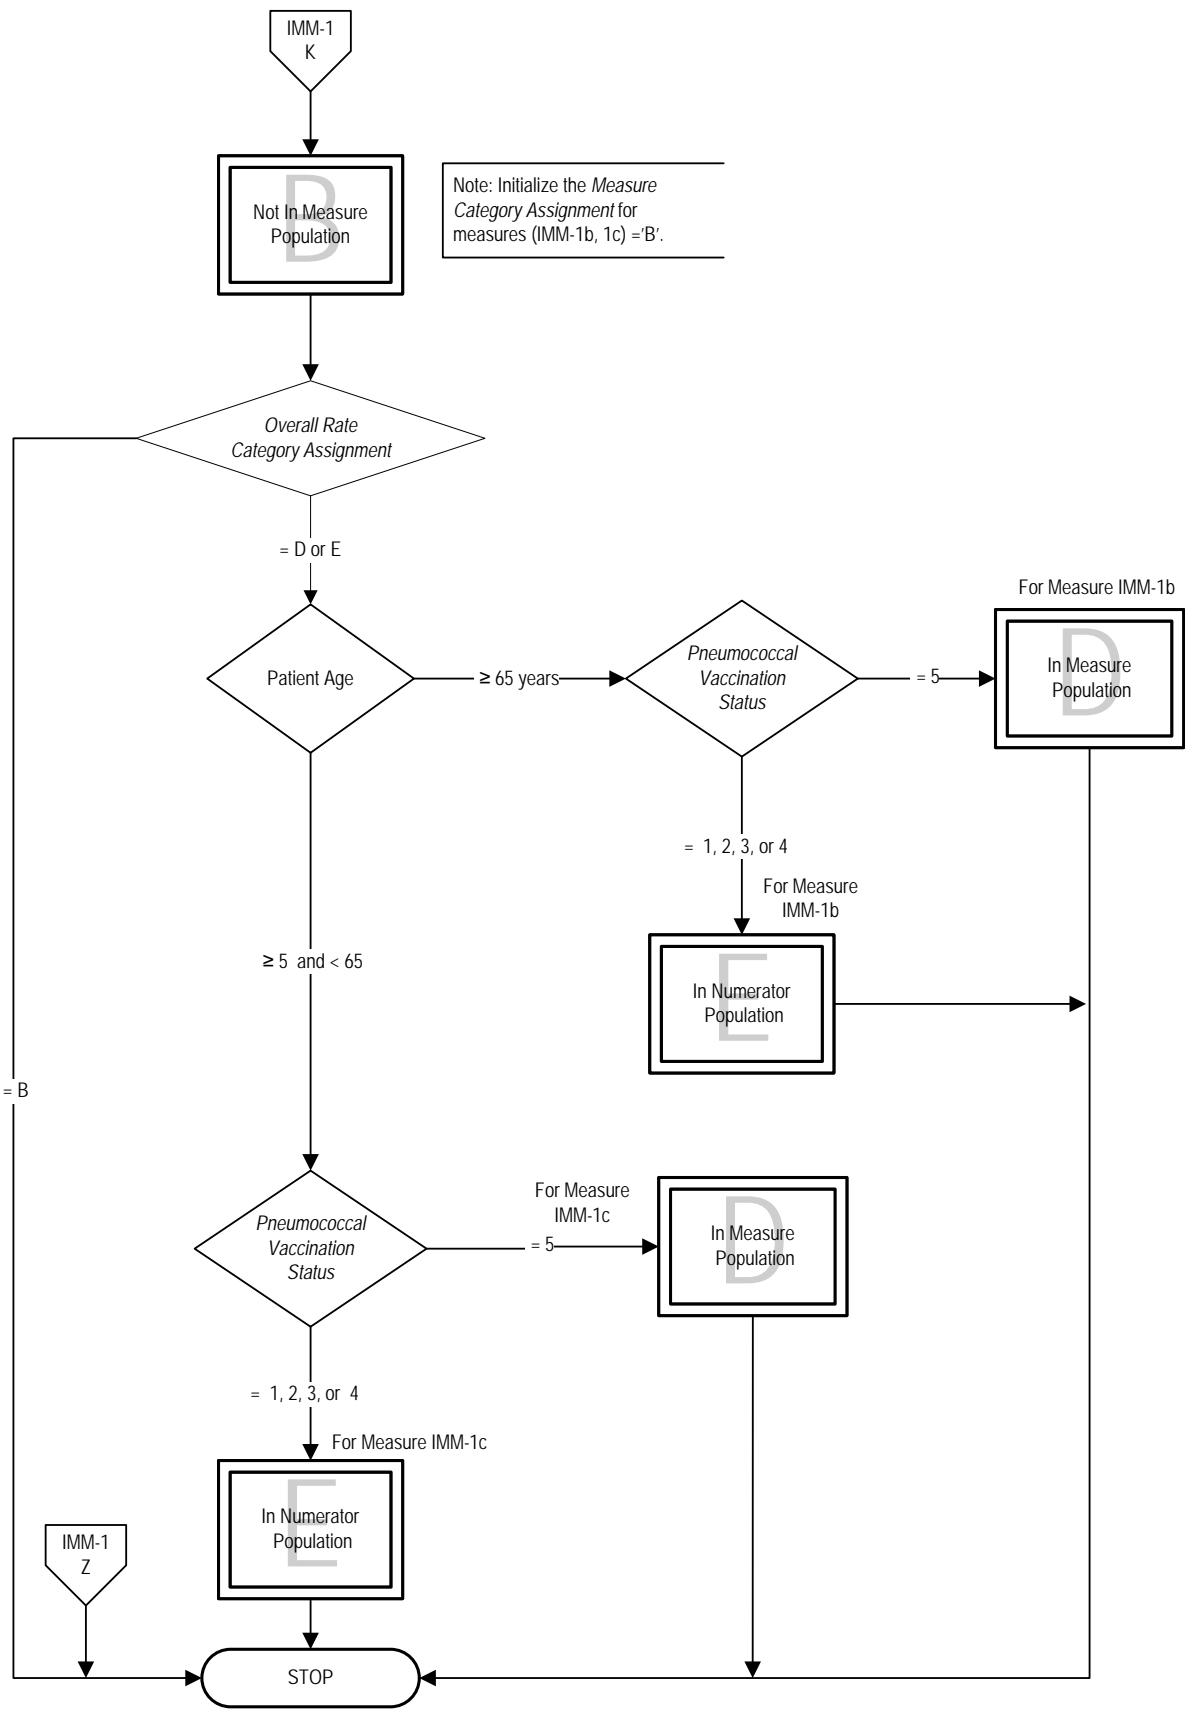 IMM-1
K
B
Not In Measure
Population
Note: Initialize the Measure
Category Assignment for
measures (IMM-1b, 1c) ='B'.
Overall Rate
Category Assignment
= D or E
For Measure IMM-1b
Patient Age
≥ 65 years
Pneumococcal
Vaccination
Status
= 5
D
In Measure
Population
= 1, 2, 3, or 4
For Measure
IMM-1b
≥ 5 and < 65
E
In Numerator
Population
= B
For Measure
IMM-1c
Pneumococcal
Vaccination
Status
= 5
D
In Measure
Population
= 1, 2, 3, or 4
For Measure IMM-1c
E
In Numerator
Population
IMM-1
Z
STOP